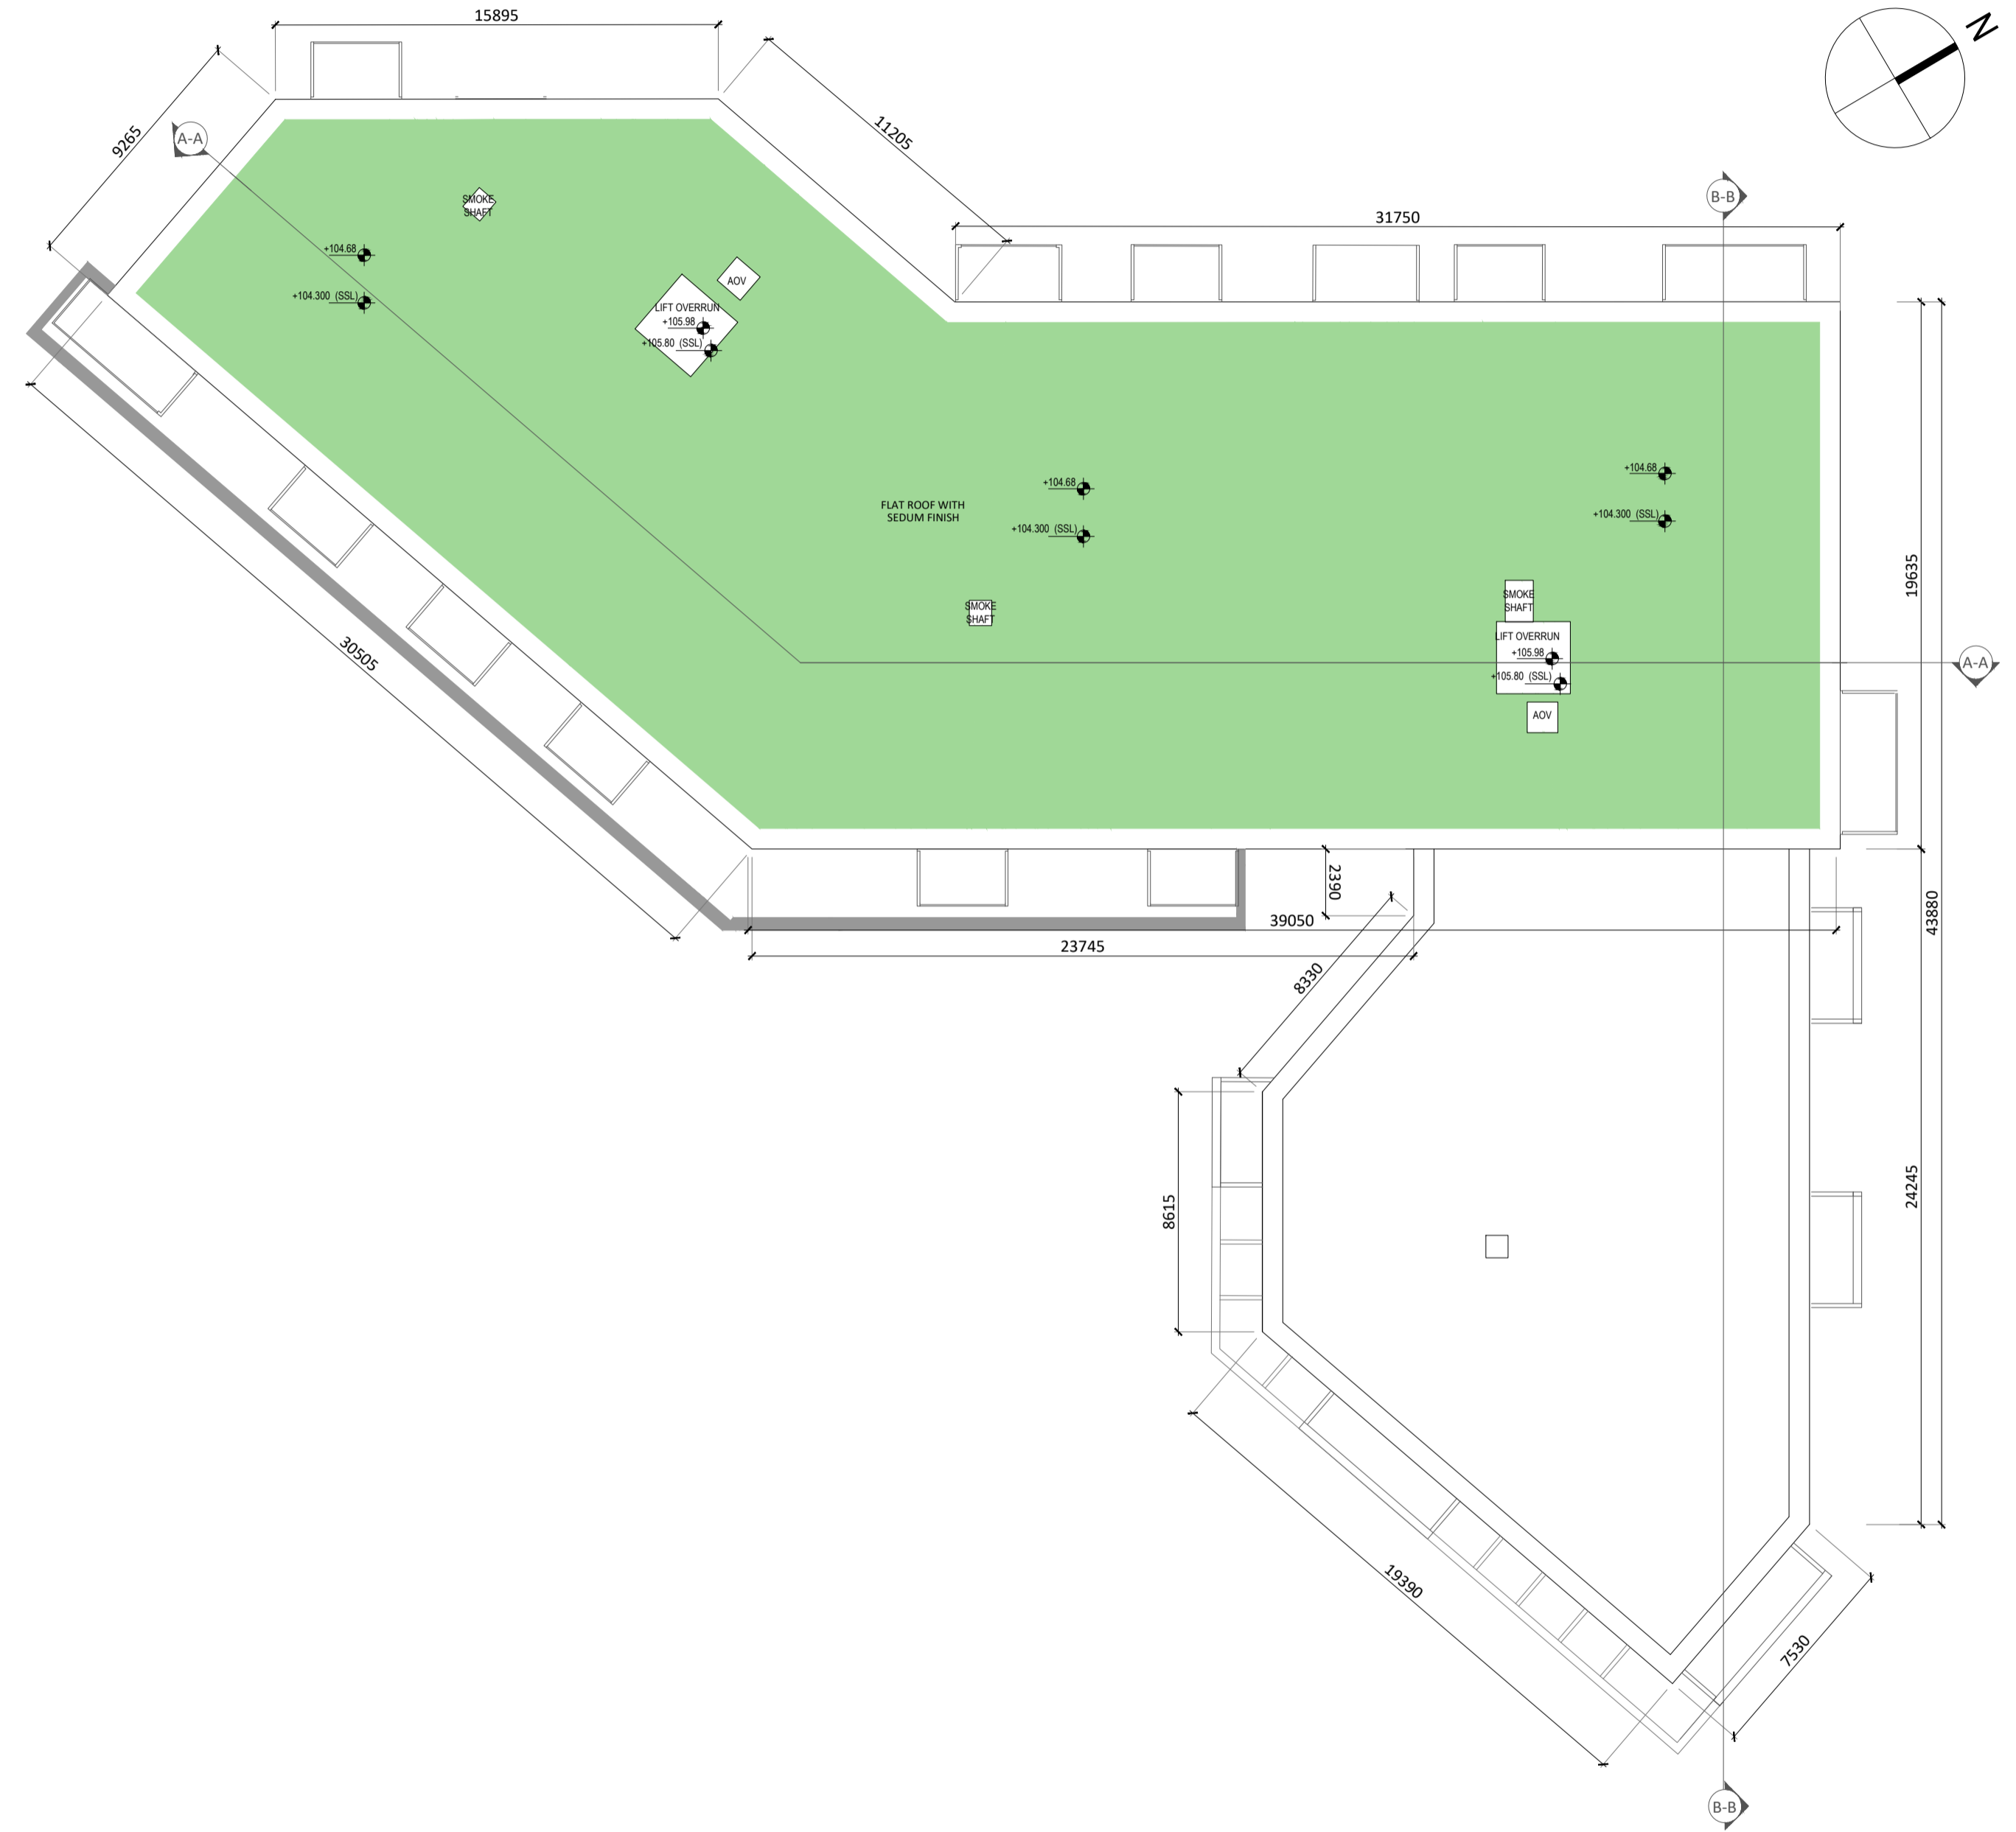 15895
N
9265
A-A
11205
SMOKE
SHAFT
B-B
31750
+104.68
+104.300 (SSL)
AOV
LIFT OVERRUN
+105.98
+105.80 (SSL)
+104.68
+104.300 (SSL)
+104.68
+104.300 (SSL)
FLAT ROOF WITH
SEDUM FINISH
19635
SMOKE
SHAFT
SMOKE
SHAFT
LIFT OVERRUN
+105.98
+105.80 (SSL)
AOV
A-A
30505
2390
39050
43880
23745
8330
8615
24245
19390
7530
B-B